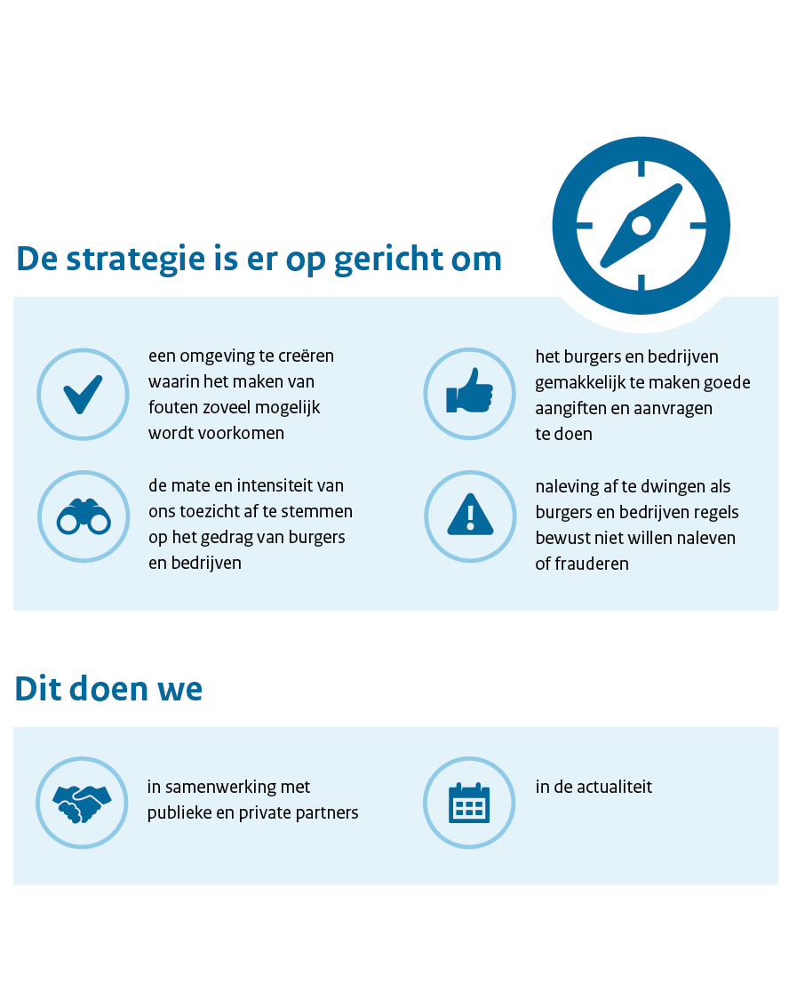 De strategie is er op gericht om
een omgeving te creëren
waarin het maken van
fouten zoveel mogelijk
wordt voorkomen
het burgers en bedrijven
gemakkelijk te maken goede
aangiften en aanvragen
te doen
de mate en intensiteit van
ons toezicht af te stemmen
op het gedrag van burgers
en bedrijven
naleving af te dwingen als
burgers en bedrijven regels
bewust niet willen naleven
of frauderen
Dit doen we
in samenwerking met
publieke en private partners
in de actualiteit